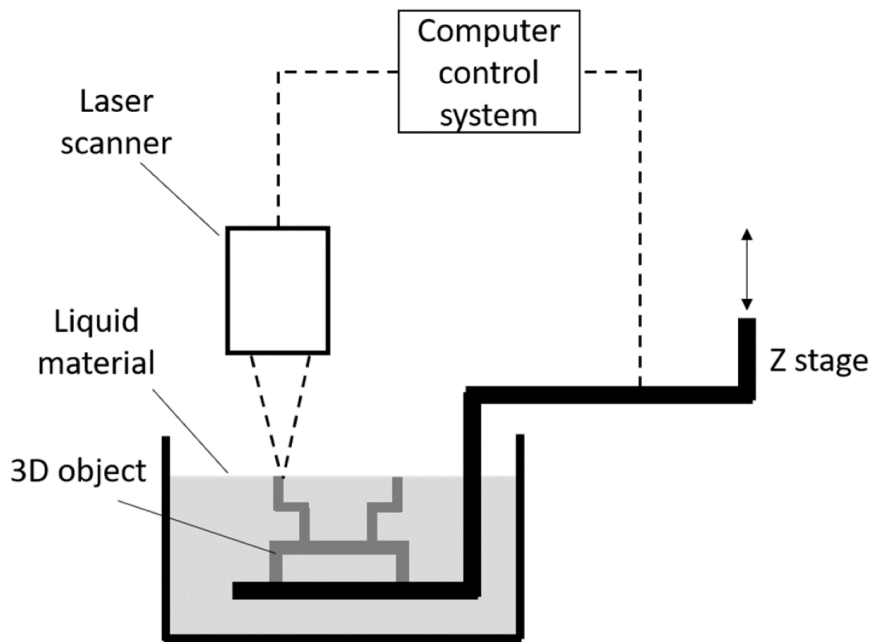 Computer
control
system
Laser
scanner
Liquid
material
Z stage
3D object